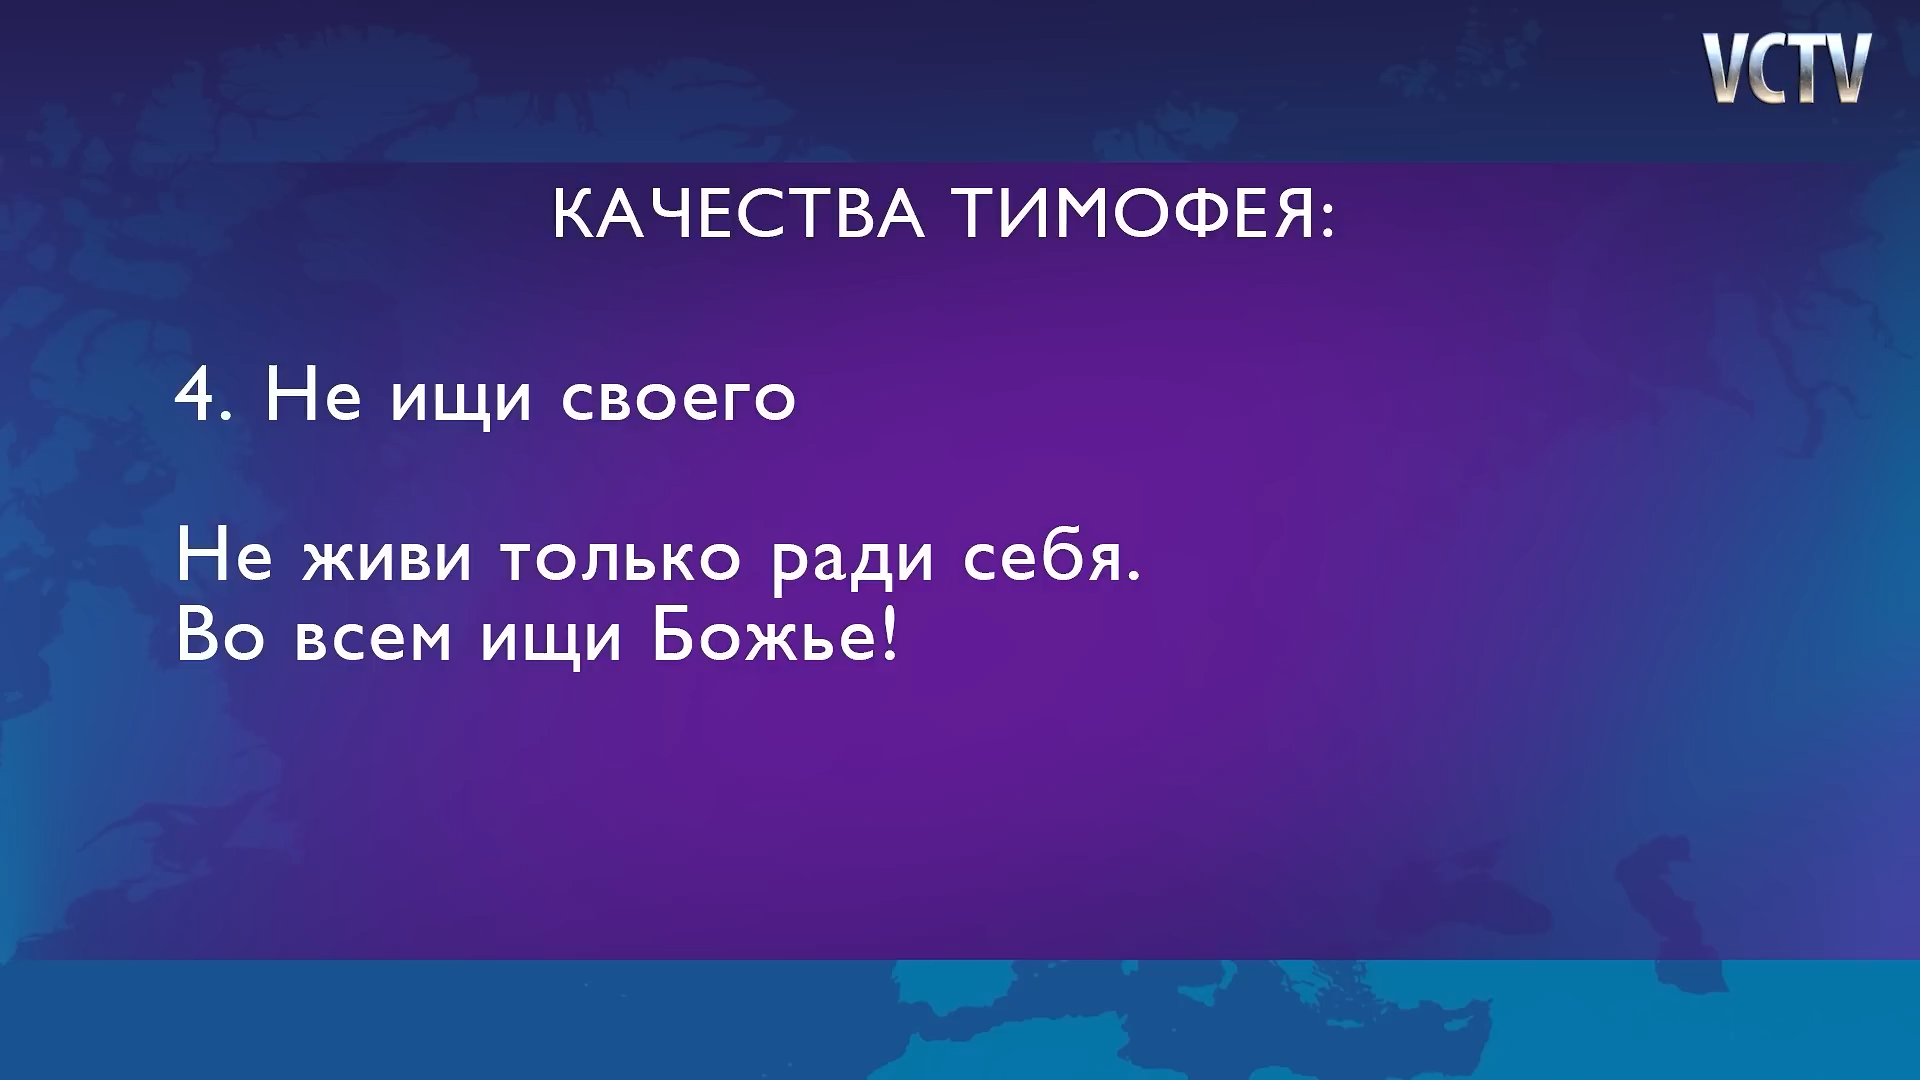 VCTV
КАЧЕСТВА ТИМОФЕЯ:
4. Не ищи своего
Не живи только ради себя.
Во всем ищи Божье!